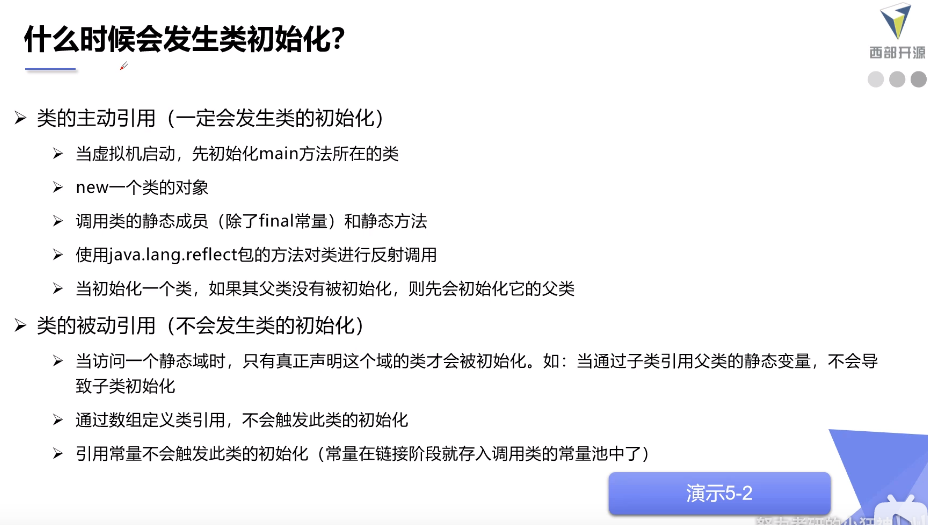 什么时候会发生类初始化?
西部开源
类的主动引用（一定会发生类的初始化）
当虚拟机启动，先初始化main方法所在的类
new一个类的对象
调用类的静态成员（除了final常量）和静态方法
使用java.lang.reflect包的方法对类进行反射调用
当初始化一个类，如果其父类没有被初始化，则先会初始化它的父类
类的被动引用（不会发生类的初始化）
当访问一个静态域时，只有真正声明这个域的类才会被初始化。如：当通过子类引用父类的静态变量，不会导
致子类初始化
通过数组定义类引用，不会触发此类的初始化
引用常量不会触发此类的初始化（常量在链接阶段就存入调用类的常量池中了）
演示5-2